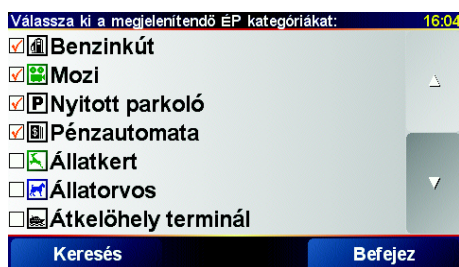 Válassza ki a megjelenítendő ÉP kategóriákat: 16:04
Benzinkút
Mozi
P Nyitott parkoló
Pénzautomata
Állatkert
Állatorvos
Átkelőhely terminál
Keresés Befejez